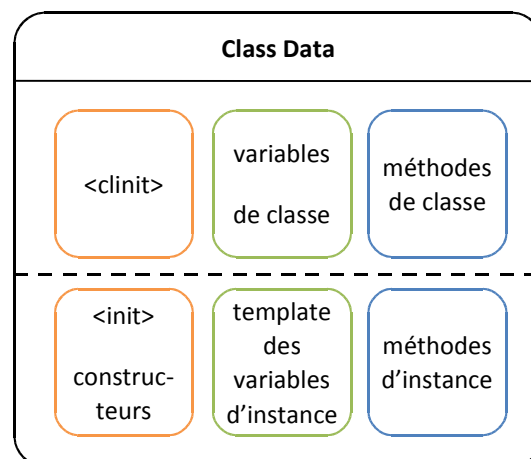 Class Data
<clinit>
variables
de classe
méthodes
de classe
<init>
construc-
teurs
template
des
variables
d'instance
méthodes
d'instance